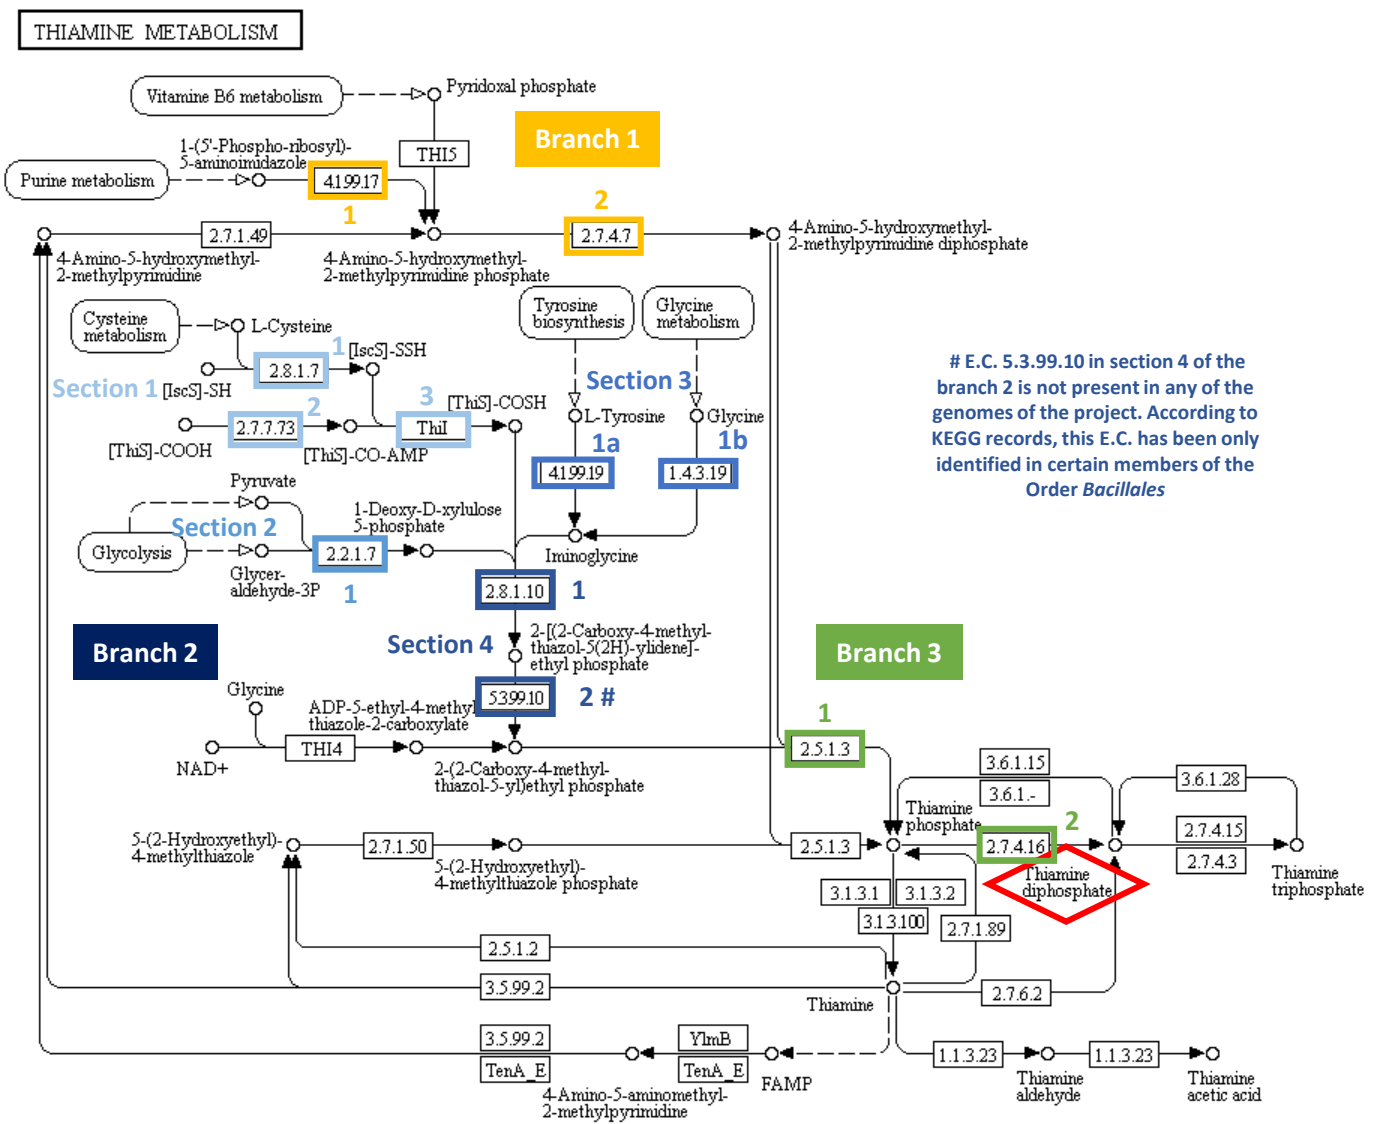 THIAMINE METABOLISM
Vitamine B6 metabolism
Pyridoxal phosphate
Branch 1
1-(5'-Phospho-ribosyl)-
5-aminoimidazole
THI5
Purine metabolism
4.1.99.17
1
2
2.7.1.49
2.7.4.7
4-Amino-5-hydroxymethyl-
2-methylpyrimidine diphosphate
4-Amino-5-hydroxymethyl-
2-methylpyrimidine
4-Amino-5-hydroxymethyl-
2-methylpyrimidine phosphate
Cysteine
metabolism
L-Cysteine
Tyrosine
biosynthesis
Glycine
metabolism
1
[IscS]-SSH
2.8.1.7
Section 1
[IscS]-SH
Section 3
# E.C. 5.3.99.10 in section 4 of the
branch 2 is not present in any of the
genomes of the project. According to
KEGG records, this E.C. has been only
identified in certain members of the
Order Bacillales
2
3
[ThiS]-COSH
L-Tyrosine
Glycine
2.7.7.73
ThiI
[ThiS]-COOH
[ThiS]-CO-AMP
1a
1b
4.1.99.19
1.4.3.19
Pyruvate
Section 2
1-Deoxy-D-xylulose
5-phosphate
Glycolysis
2.2.1.7
Iminoglycine
Glycer-
aldehyde-3P
1
2.8.1.10
1
Branch 2
Section 4
2-[(2-Carboxy-4-methyl-
thiazol-5(2H)-ylidene]-
ethyl phosphate
Branch 3
Glycine
5.3.99.10
2 #
ADP-5-ethyl-4-methyl
thiazole-2-carboxylate
1
THI4
2.5.1.3
NAD+
2-(2-Carboxy-4-methyl-
thiazol-5-yl)ethyl phosphate
3.6.1.15
3.6.1.-
3.6.1.28
Thiamine
phosphate
2
5-(2-Hydroxyethyl)-
4-methylthiazole
2.7.1.50
5-(2-Hydroxyethyl)-
4-methylthiazole phosphate
2.5.1.3
2.7.4.16
2.7.4.15
2.7.4.3
Thiamine
diphosphate
Thiamine
triphosphate
3.1.3.1
3.1.3.2
3.1.3.100
2.7.1.89
2.5.1.2
3.5.99.2
Thiamine
2.7.6.2
3.5.99.2
TenA_E
YlmB
TenA_E
FAMP
4-Amino-5-aminomethyl-
2-methylpyrimidine
1.1.3.23
Thiamine
aldehyde
1.1.3.23
Thiamine
acetic acid